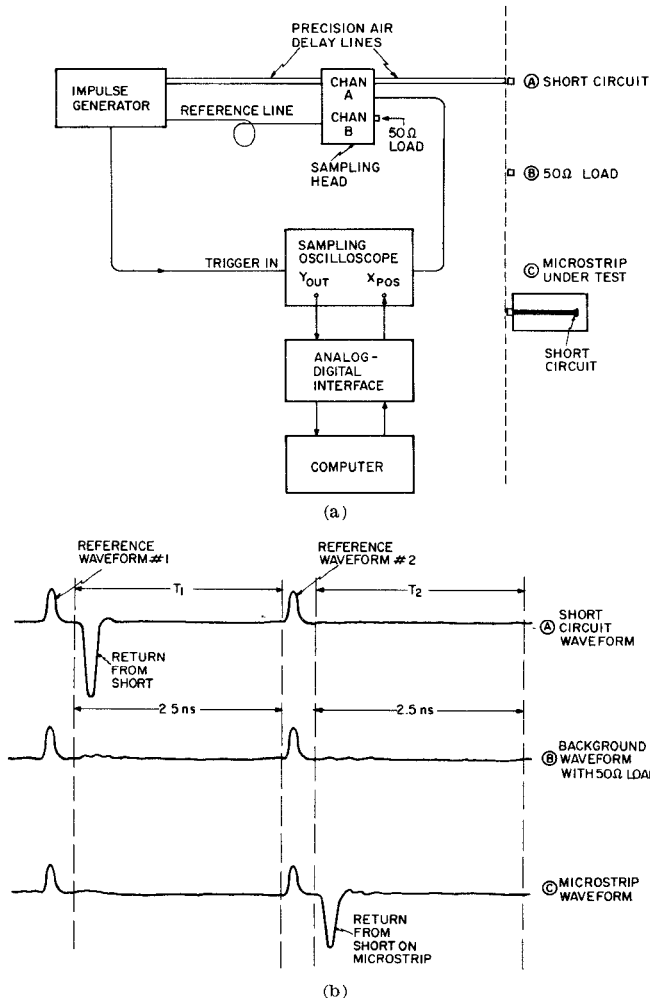 PRECISION AIR
DELAY LINES
IMPULSE
GENERATOR
REFERENCE LINE
CHAN
A
CHAN
B
50Ω
LOAD
SAMPLING
HEAD
Ⓐ SHORT CIRCUIT
Ⓑ 50Ω LOAD
Ⓒ MICROSTRIP
UNDER TEST
SHORT
CIRCUIT
TRIGGER IN
SAMPLING
OSCILLOSCOPE
YOUT XPOS
ANALOG-
DIGITAL
INTERFACE
COMPUTER
(a)
REFERENCE
WAVEFORM #1
REFERENCE
WAVEFORM #2
T1
T2
RETURN
FROM
SHORT
Ⓐ SHORT
CIRCUIT
WAVEFORM
2.5 ns
2.5 ns
Ⓑ BACKGROUND
WAVEFORM
WITH 50Ω LOAD
Ⓒ MICROSTRIP
WAVEFORM
RETURN
FROM
SHORT ON
MICROSTRIP
(b)